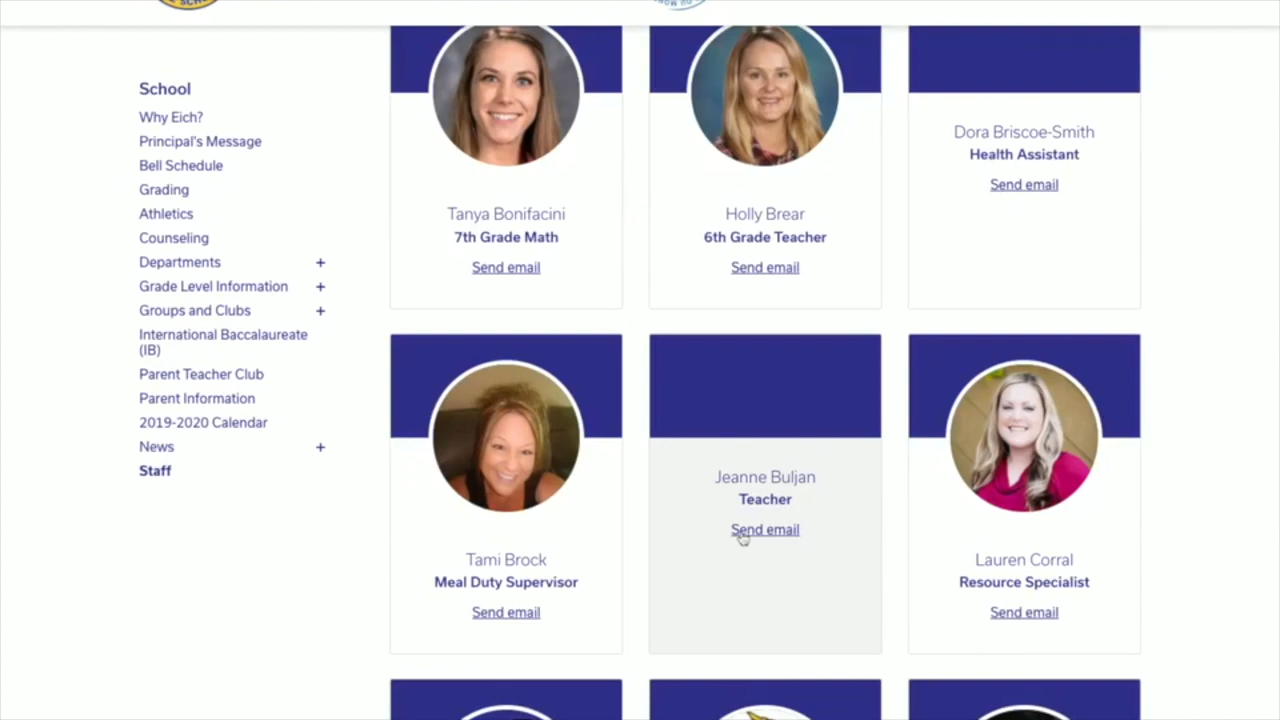 School
Why Eich?
Principal's Message
Bell Schedule
Grading
Athletics
Counseling
Departments +
Grade Level Information +
Groups and Clubs +
International Baccalaureate
(IB)
Parent Teacher Club
Parent Information
2019-2020 Calendar
News +
Staff
Tanya Bonifacini
7th Grade Math
Send email
Holly Brear
6th Grade Teacher
Send email
Dora Briscoe-Smith
Health Assistant
Send email
Tami Brock
Meal Duty Supervisor
Send email
Jeanne Buljan
Teacher
Send email
Lauren Corral
Resource Specialist
Send email